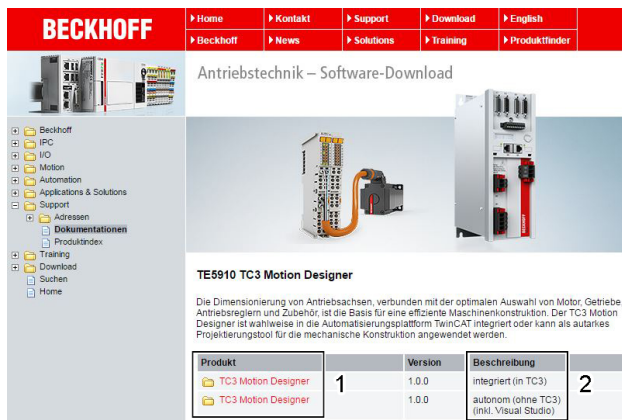 BECKHOFF
Home
Kontakt
Support
Download
English
Beckhoff
News
Solutions
Training
Produktfinder
Antriebstechnik – Software-Download
Beckhoff
IPC
I/O
Motion
Automation
Applications & Solutions
Support
Adressen
Dokumentationen
Produktindex
Training
Download
Suchen
Home
BECKHOFF
TE5910 TC3 Motion Designer
Die Dimensionierung von Antriebsachsen, verbunden mit der optimalen Auswahl von Motor, Getriebe,
Antriebsreglern und Zubehör, ist die Basis für eine effiziente Maschinenkonstruktion. Der TC3 Motion
Designer ist wahlweise in die Automatisierungsplattform TwinCAT integriert oder kann als autarkes
Projektierungstool für die mechanische Konstruktion angewendet werden.
Produkt Version Beschreibung
TC3 Motion Designer 1 1.0.0 integriert (in TC3) 2
TC3 Motion Designer 1.0.0 autonom (ohne TC3)
(inkl. Visual Studio)